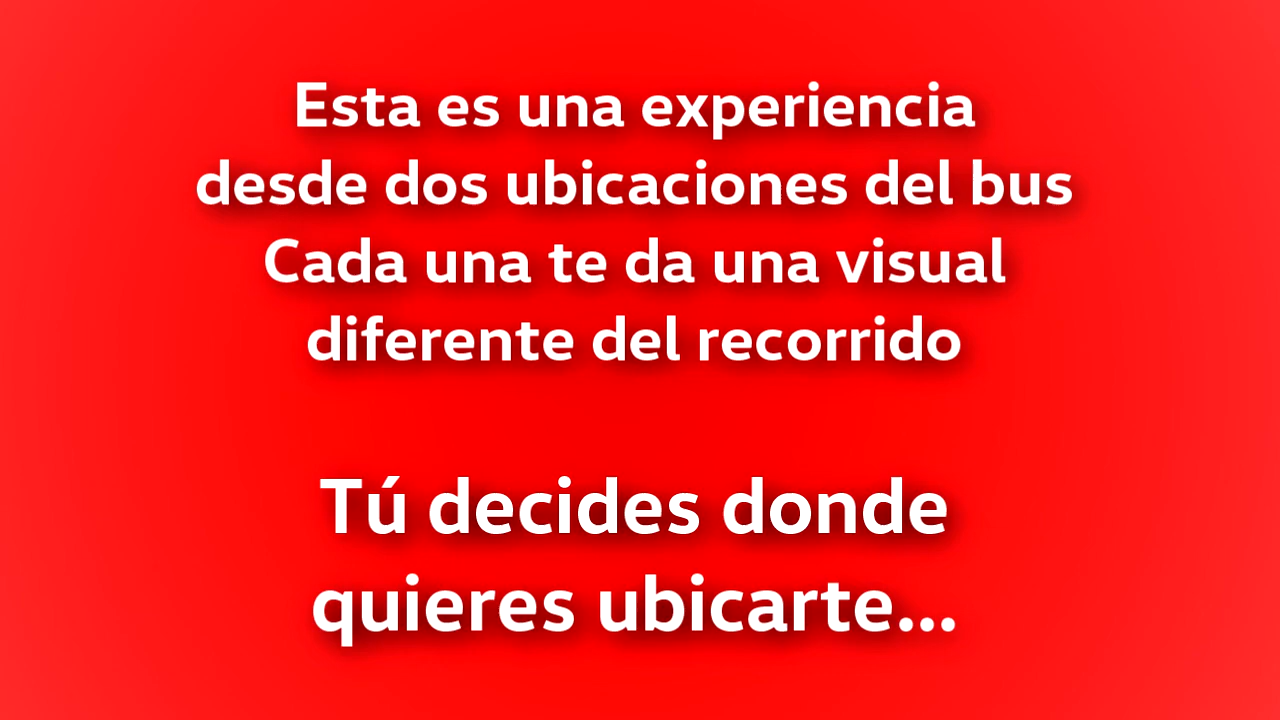 Esta es una experiencia
desde dos ubicaciones del bus
Cada una te da una visual
diferente del recorrido
Tú decides donde
quieres ubicarte...